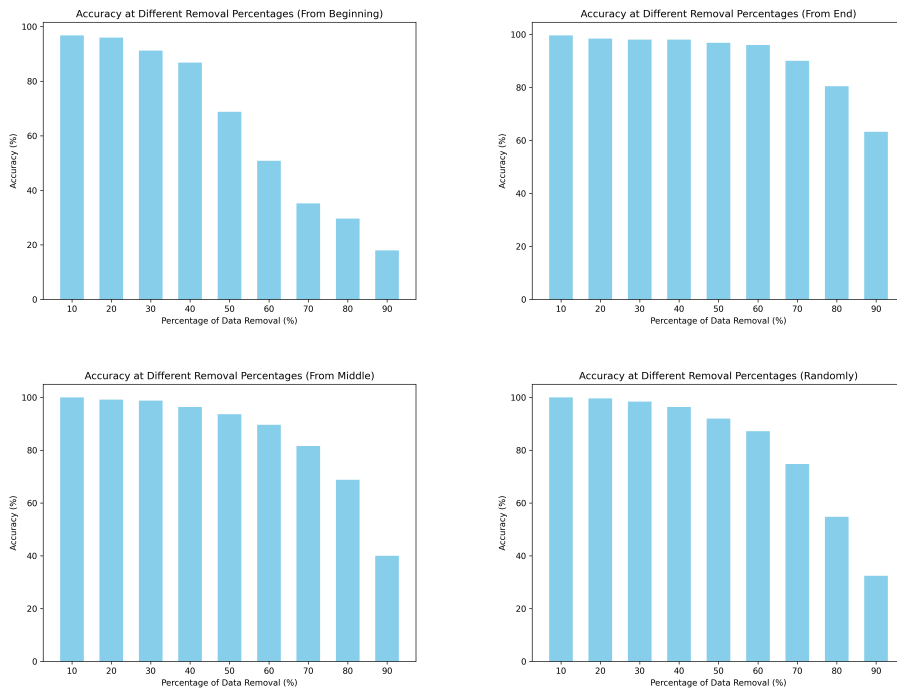 Accuracy at Different Removal Percentages (From Beginning)
100
80
60
40
20
0
Accuracy (%)
10 20 30 40 50 60 70 80 90
Percentage of Data Removal (%)
Accuracy at Different Removal Percentages (From End)
100
80
60
40
20
0
Accuracy (%)
10 20 30 40 50 60 70 80 90
Percentage of Data Removal (%)
Accuracy at Different Removal Percentages (From Middle)
100
80
60
40
20
0
Accuracy (%)
10 20 30 40 50 60 70 80 90
Percentage of Data Removal (%)
Accuracy at Different Removal Percentages (Randomly)
100
80
60
40
20
0
Accuracy (%)
10 20 30 40 50 60 70 80 90
Percentage of Data Removal (%)